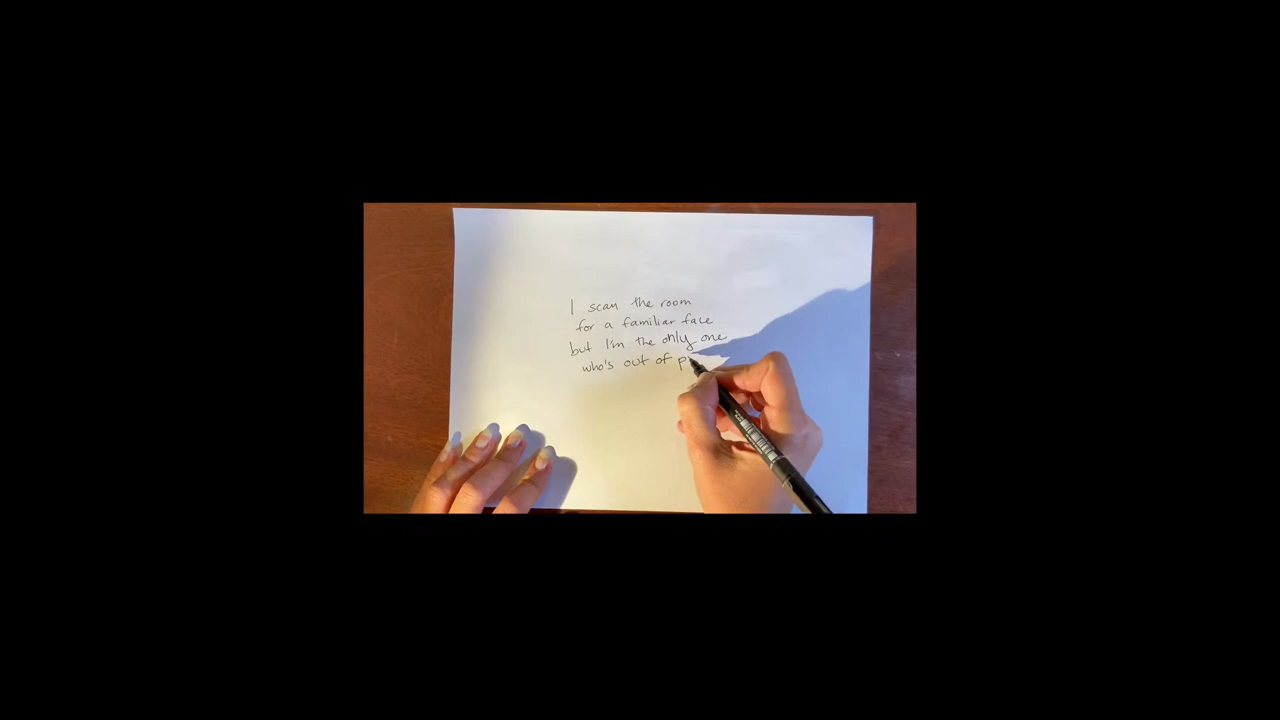 I scan the room
for a familiar face
but I'm the only one
who's out of p